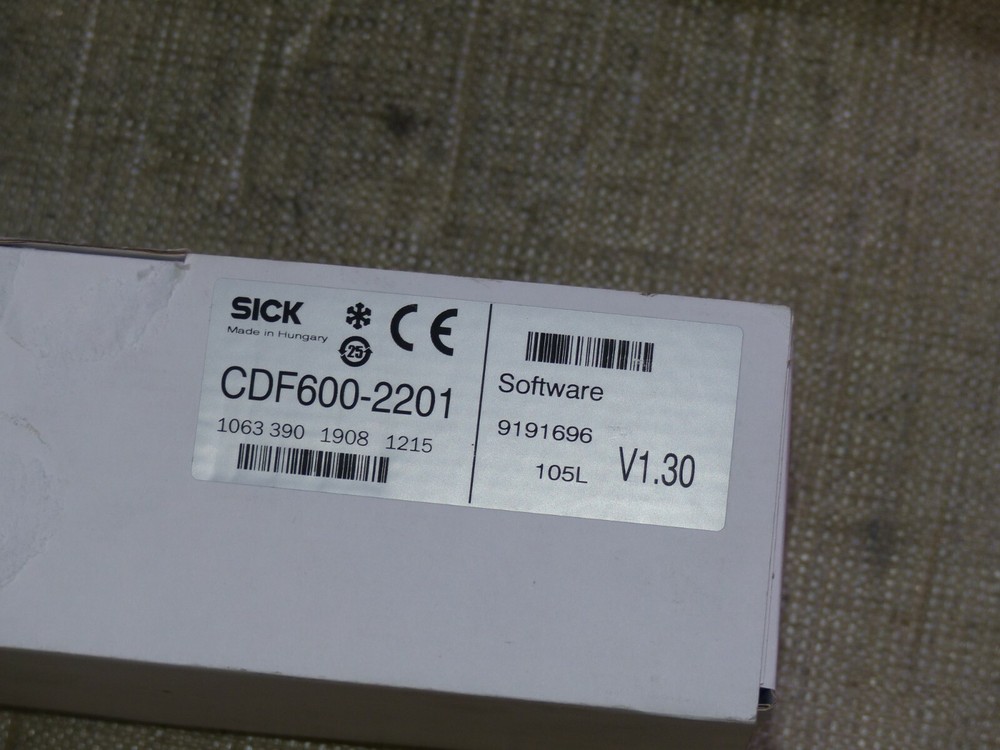 SICK
Made in Hungary
CE
25
CDF600-2201
1063 390 1908 1215
Software
9191696
105L V1.30